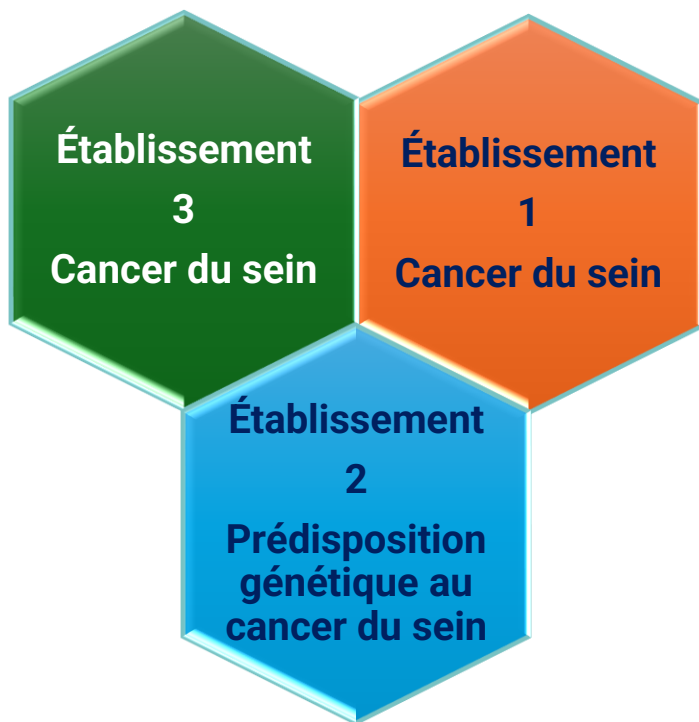 Établissement
3
Cancer du sein
Établissement
1
Cancer du sein
Établissement
2
Prédisposition
génétique au
cancer du sein